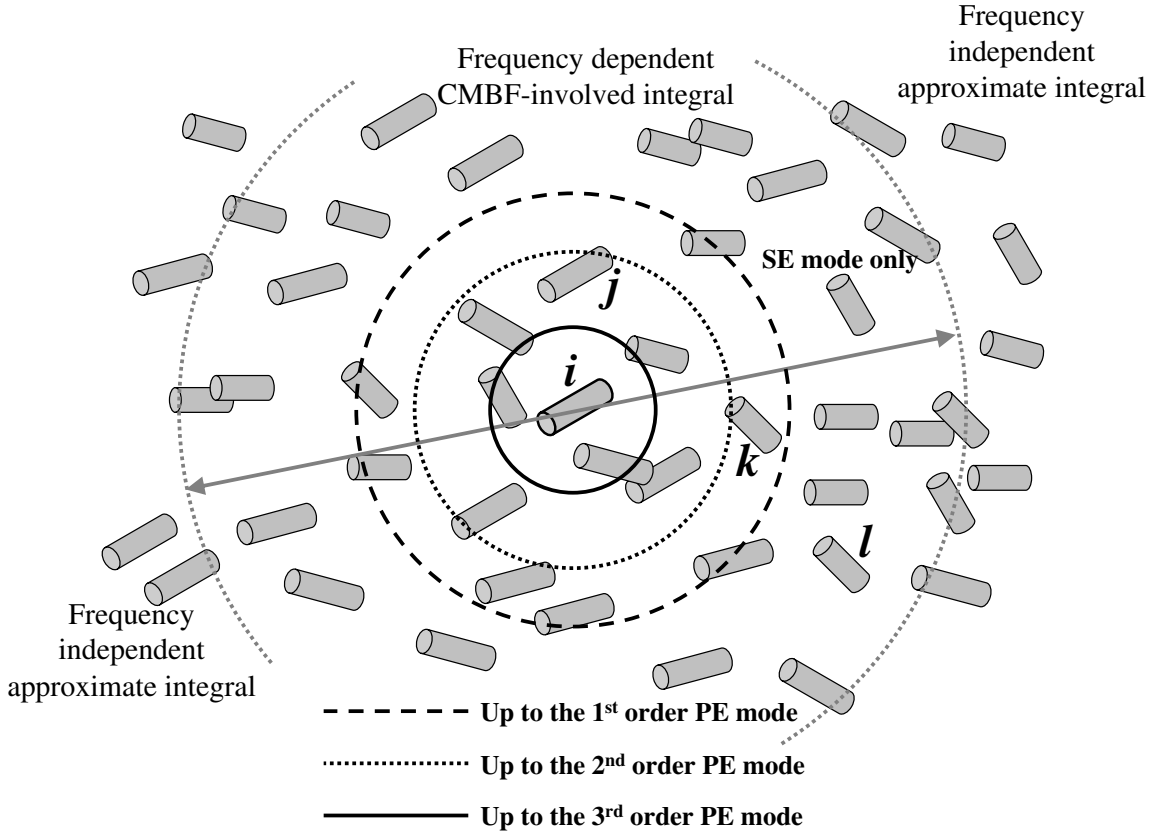 Frequency
independent
approximate integral
Frequency dependent
CMBF-involved integral
SE mode only
j
i
k
l
Frequency
independent
approximate integral
Up to the 1st order PE mode
Up to the 2nd order PE mode
Up to the 3rd order PE mode